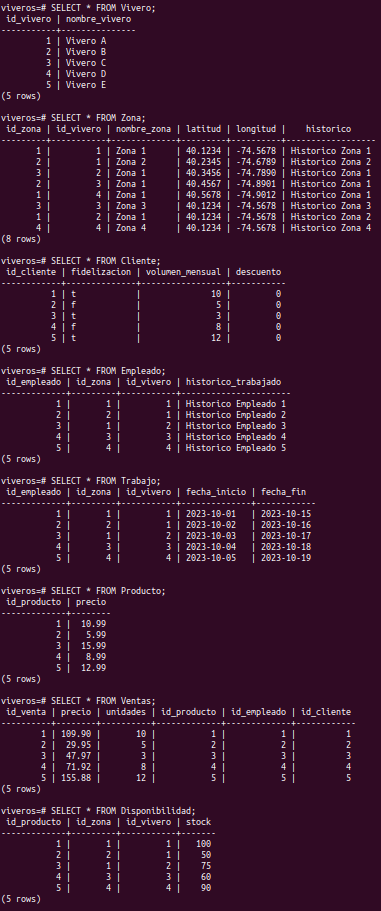 viveros=# SELECT * FROM Vivero;
 id_vivero | nombre_vivero
-----------+---------------
         1 | Vivero A
         2 | Vivero B
         3 | Vivero C
         4 | Vivero D
         5 | Vivero E
(5 rows)

viveros=# SELECT * FROM Zona;
 id_zona | id_vivero | nombre_zona | latitud | longitud |    historico
---------+-----------+-------------+---------+----------+------------------
       1 |         1 | Zona 1      | 40.1234 | -74.5678 | Historico Zona 1
       2 |         1 | Zona 2      | 40.2345 | -74.6789 | Historico Zona 2
       3 |         2 | Zona 1      | 40.3456 | -74.7890 | Historico Zona 1
       2 |         3 | Zona 1      | 40.4567 | -74.8901 | Historico Zona 1
       1 |         4 | Zona 1      | 40.5678 | -74.9012 | Historico Zona 1
       3 |         3 | Zona 3      | 40.1234 | -74.5678 | Historico Zona 3
       1 |         2 | Zona 1      | 40.1234 | -74.5678 | Historico Zona 2
       4 |         4 | Zona 4      | 40.1234 | -74.5678 | Historico Zona 4
(8 rows)

viveros=# SELECT * FROM Cliente;
 id_cliente | fidelizacion | volumen_mensual | descuento
------------+--------------+-----------------+-----------
          1 | t            |              10 |         0
          2 | f            |               5 |         0
          3 | t            |               3 |         0
          4 | f            |               8 |         0
          5 | t            |              12 |         0
(5 rows)

viveros=# SELECT * FROM Empleado;
 id_empleado | id_zona | id_vivero | historico_trabajado
-------------+---------+-----------+----------------------
           1 |       1 |         1 | Historico Empleado 1
           2 |       2 |         1 | Historico Empleado 2
           3 |       1 |         2 | Historico Empleado 3
           4 |       3 |         3 | Historico Empleado 4
           5 |       4 |         4 | Historico Empleado 5
(5 rows)

viveros=# SELECT * FROM Trabajo;
 id_empleado | id_zona | id_vivero | fecha_inicio | fecha_fin
-------------+---------+-----------+--------------+------------
           1 |       1 |         1 | 2023-10-01   | 2023-10-15
           2 |       2 |         1 | 2023-10-02   | 2023-10-16
           3 |       1 |         2 | 2023-10-03   | 2023-10-17
           4 |       3 |         3 | 2023-10-04   | 2023-10-18
           5 |       4 |         4 | 2023-10-05   | 2023-10-19
(5 rows)

viveros=# SELECT * FROM Producto;
 id_producto | precio
-------------+--------
           1 |  10.99
           2 |   5.99
           3 |  15.99
           4 |   8.99
           5 |  12.99
(5 rows)

viveros=# SELECT * FROM Ventas;
 id_venta | precio | unidades | id_producto | id_empleado | id_cliente
----------+--------+----------+-------------+-------------+------------
        1 | 109.90 |       10 |           1 |           1 |          1
        2 |  29.95 |        5 |           2 |           2 |          2
        3 |  47.97 |        3 |           3 |           3 |          3
        4 |  71.92 |        8 |           4 |           4 |          4
        5 | 155.88 |       12 |           5 |           5 |          5
(5 rows)

viveros=# SELECT * FROM Disponibilidad;
 id_producto | id_zona | id_vivero | stock
-------------+---------+-----------+-------
           1 |       1 |         1 |   100
           2 |       2 |         1 |    50
           3 |       1 |         2 |    75
           4 |       3 |         3 |    60
           5 |       4 |         4 |    90
(5 rows)